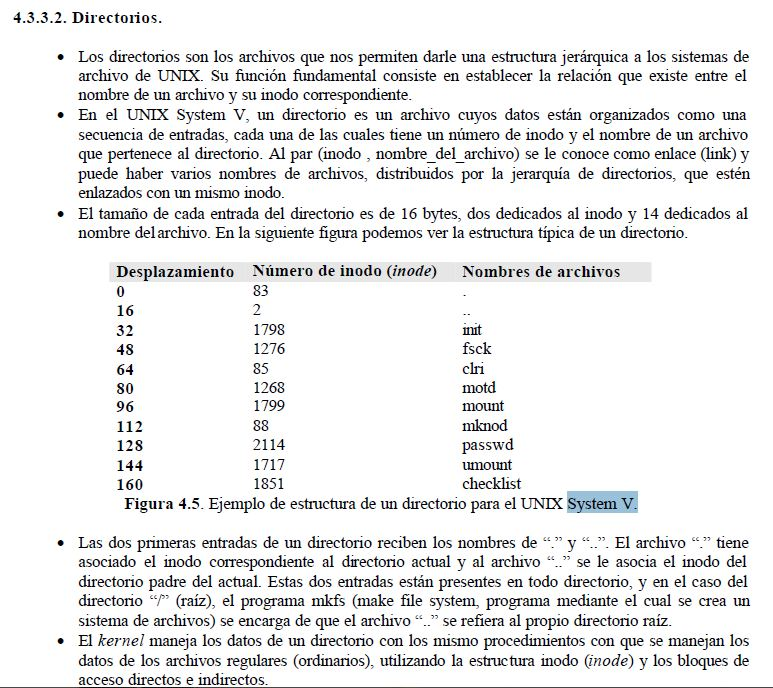 4.3.3.2. Directorios.
• Los directorios son los archivos que nos permiten darle una estructura jerárquica a los sistemas de
archivo de UNIX. Su función fundamental consiste en establecer la relación que existe entre el
nombre de un archivo y su inodo correspondiente.
• En el UNIX System V, un directorio es un archivo cuyos datos están organizados como una
secuencia de entradas, cada una de las cuales tiene un número de inodo y el nombre de un archivo
que pertenece al directorio. Al par (inodo , nombre_del_archivo) se le conoce como enlace (link) y
puede haber varios nombres de archivos, distribuidos por la jerarquía de directorios, que estén
enlazados con un mismo inodo.
• El tamaño de cada entrada del directorio es de 16 bytes, dos dedicados al inodo y 14 dedicados al
nombre del archivo. En la siguiente figura podemos ver la estructura típica de un directorio.
Desplazamiento Número de inodo (inode) Nombres de archivos
0 83 .
16 2 ..
32 1798 init
48 1276 fsck
64 85 clri
80 1268 motd
96 1799 mount
112 88 mknod
128 2114 passwd
144 1717 umount
160 1851 checklist
Figura 4.5. Ejemplo de estructura de un directorio para el UNIX System V.
• Las dos primeras entradas de un directorio reciben los nombres de “.” y “..”. El archivo “.” tiene
asociado el inodo correspondiente al directorio actual y al archivo “..” se le asocia el inodo del
directorio padre del actual. Estas dos entradas están presentes en todo directorio, y en el caso del
directorio “/” (raíz), el programa mkfs (make file system, programa mediante el cual se crea un
sistema de archivos) se encarga de que el archivo “..” se refiera al propio directorio raíz.
• El kernel maneja los datos de un directorio con los mismo procedimientos con que se manejan los
datos de los archivos regulares (ordinarios), utilizando la estructura inodo (inode) y los bloques de
acceso directos e indirectos.